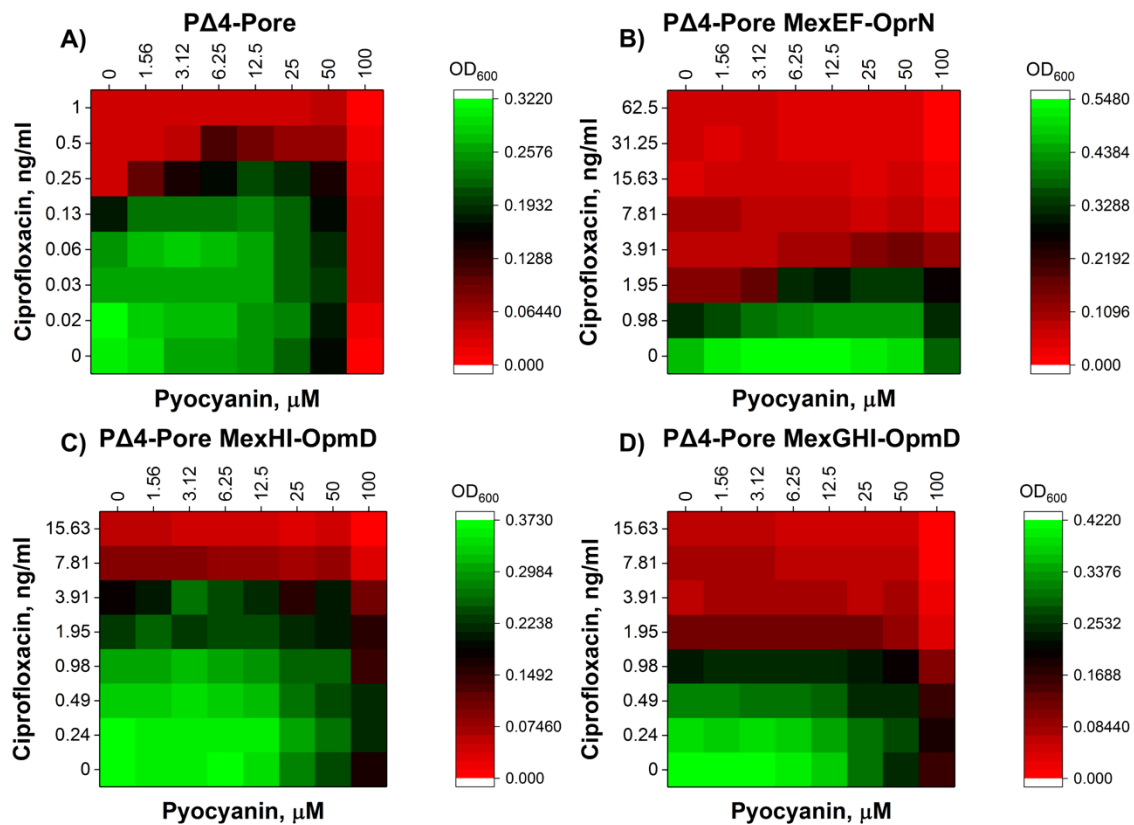 A) PΔ4-Pore
0 1.56 3.12 6.25 12.5 25 50 100
OD600
1
0.5
0.25
0.13
0.06
0.03
0.02
0
Ciprofloxacin, ng/ml
Pyocyanin, μM
0.3220
0.2576
0.1932
0.1288
0.06440
0.000
B) PΔ4-Pore MexEF-OprN
0 1.56 3.12 6.25 12.5 25 50 100
OD600
62.5
31.25
15.63
7.81
3.91
1.95
0.98
0
Ciprofloxacin, ng/ml
Pyocyanin, μM
0.5480
0.4384
0.3288
0.2192
0.1096
0.000
C) PΔ4-Pore MexHI-OpmD
0 1.56 3.12 6.25 12.5 25 50 100
OD600
15.63
7.81
3.91
1.95
0.98
0.49
0.24
0
Ciprofloxacin, ng/ml
Pyocyanin, μM
0.3730
0.2984
0.2238
0.1492
0.07460
0.000
D) PΔ4-Pore MexGHI-OpmD
0 1.56 3.12 6.25 12.5 25 50 100
OD600
15.63
7.81
3.91
1.95
0.98
0.49
0.24
0
Ciprofloxacin, ng/ml
Pyocyanin, μM
0.4220
0.3376
0.2532
0.1688
0.08440
0.000